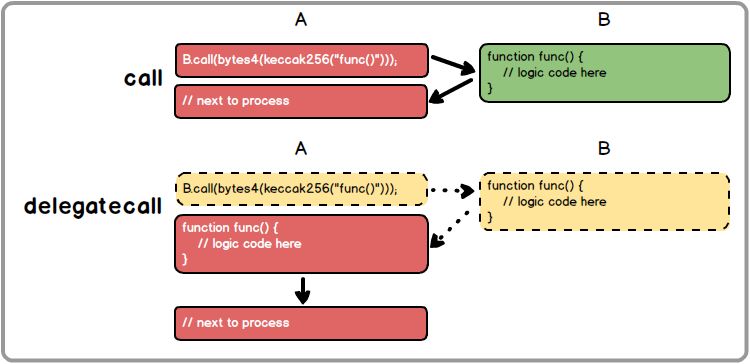 A
B
call
B.call(bytes4(keccak256("func()")));
// next to process
function func() {
// logic code here
}
A
B
delegatecall
B.call(bytes4(keccak256("func()")));
function func() {
// logic code here
}
// next to process
function func() {
// logic code here
}